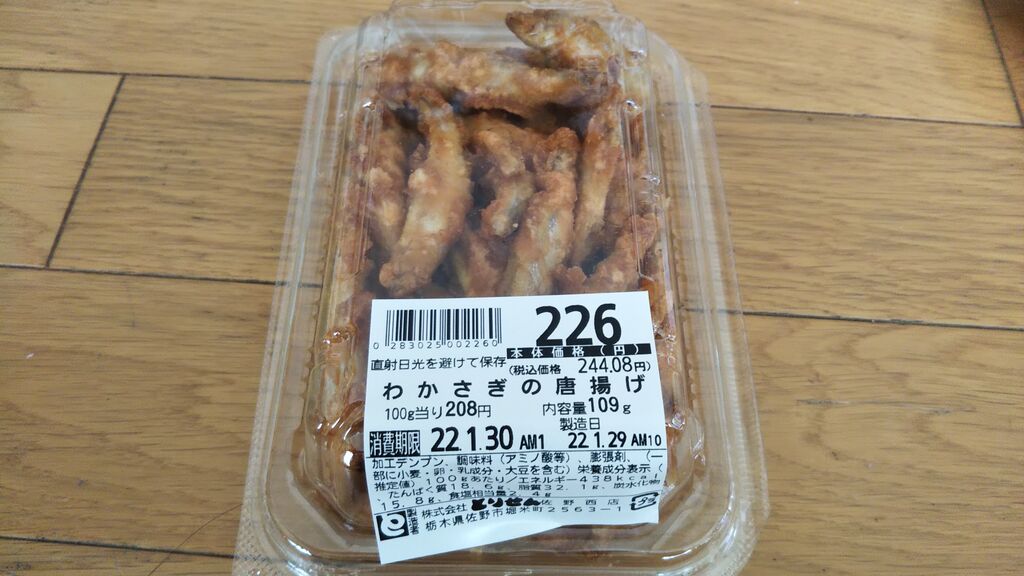 226
0 283025 002260
本体価格(円)
直射日光を避けて保存
(税込価格 244.08円)
わかさぎの唐揚げ
100g当り208円 内容量109g
製造日
消費期限 22.1.30 AM1 22.1.29 AM10
加工デンプン、調味料(アミノ酸等)、膨張剤、(一
部に小麦・卵・乳成分・大豆を含む)栄養成分表示(
推定値)100gあたり/エネルギー438kcal
、たんぱく質18.6g、脂質32.1g、炭水化物
15.8g、食塩相当量2.4g
製造者 株式会社とりせん佐野西店
栃木県佐野市堀米町2563-1